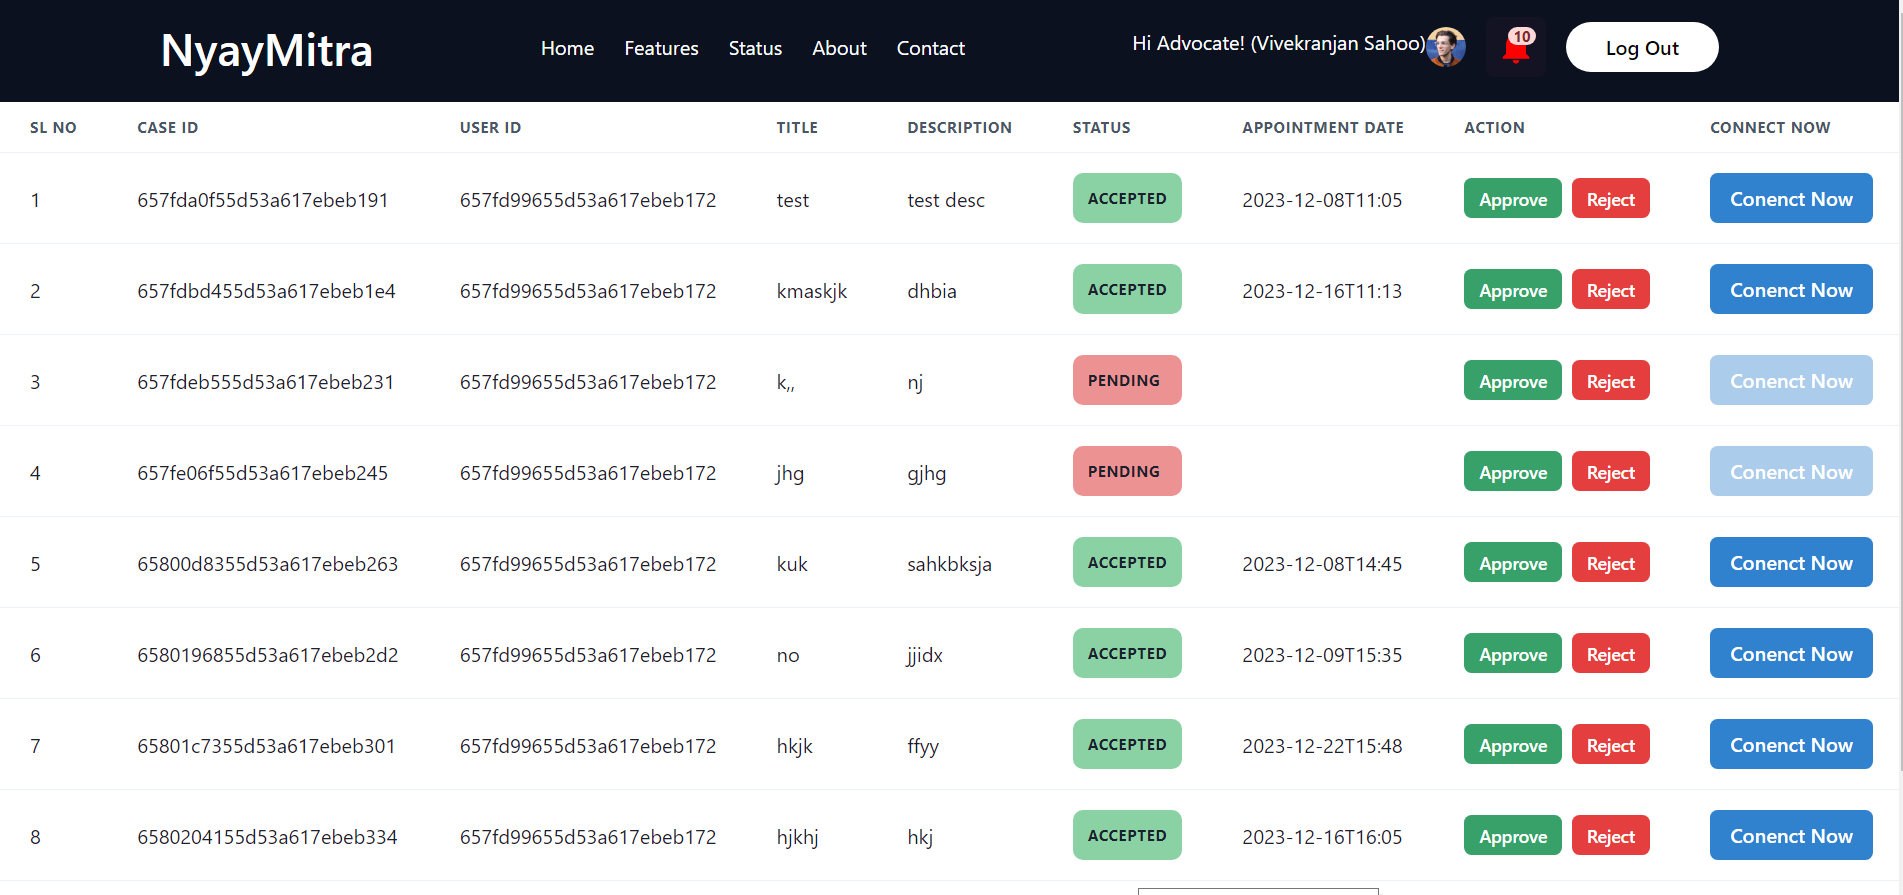 NyayMitra Home Features Status About Contact Hi Advocate! (Vivekranjan Sahoo) 10 Log Out
SL NO CASE ID USER ID TITLE DESCRIPTION STATUS APPOINTMENT DATE ACTION CONNECT NOW
1 657fda0f55d53a617ebeb191 657fd99655d53a617ebeb172 test test desc ACCEPTED 2023-12-08T11:05 Approve Reject Conenct Now
2 657fdbd455d53a617ebeb1e4 657fd99655d53a617ebeb172 kmaskjk dhbia ACCEPTED 2023-12-16T11:13 Approve Reject Conenct Now
3 657fdeb555d53a617ebeb231 657fd99655d53a617ebeb172 k,, nj PENDING Approve Reject Conenct Now
4 657fe06f55d53a617ebeb245 657fd99655d53a617ebeb172 jhg gjhg PENDING Approve Reject Conenct Now
5 65800d8355d53a617ebeb263 657fd99655d53a617ebeb172 kuk sahkbksja ACCEPTED 2023-12-08T14:45 Approve Reject Conenct Now
6 6580196855d53a617ebeb2d2 657fd99655d53a617ebeb172 no jjidx ACCEPTED 2023-12-09T15:35 Approve Reject Conenct Now
7 65801c7355d53a617ebeb301 657fd99655d53a617ebeb172 hkjk ffyy ACCEPTED 2023-12-22T15:48 Approve Reject Conenct Now
8 6580204155d53a617ebeb334 657fd99655d53a617ebeb172 hjkhj hkj ACCEPTED 2023-12-16T16:05 Approve Reject Conenct Now